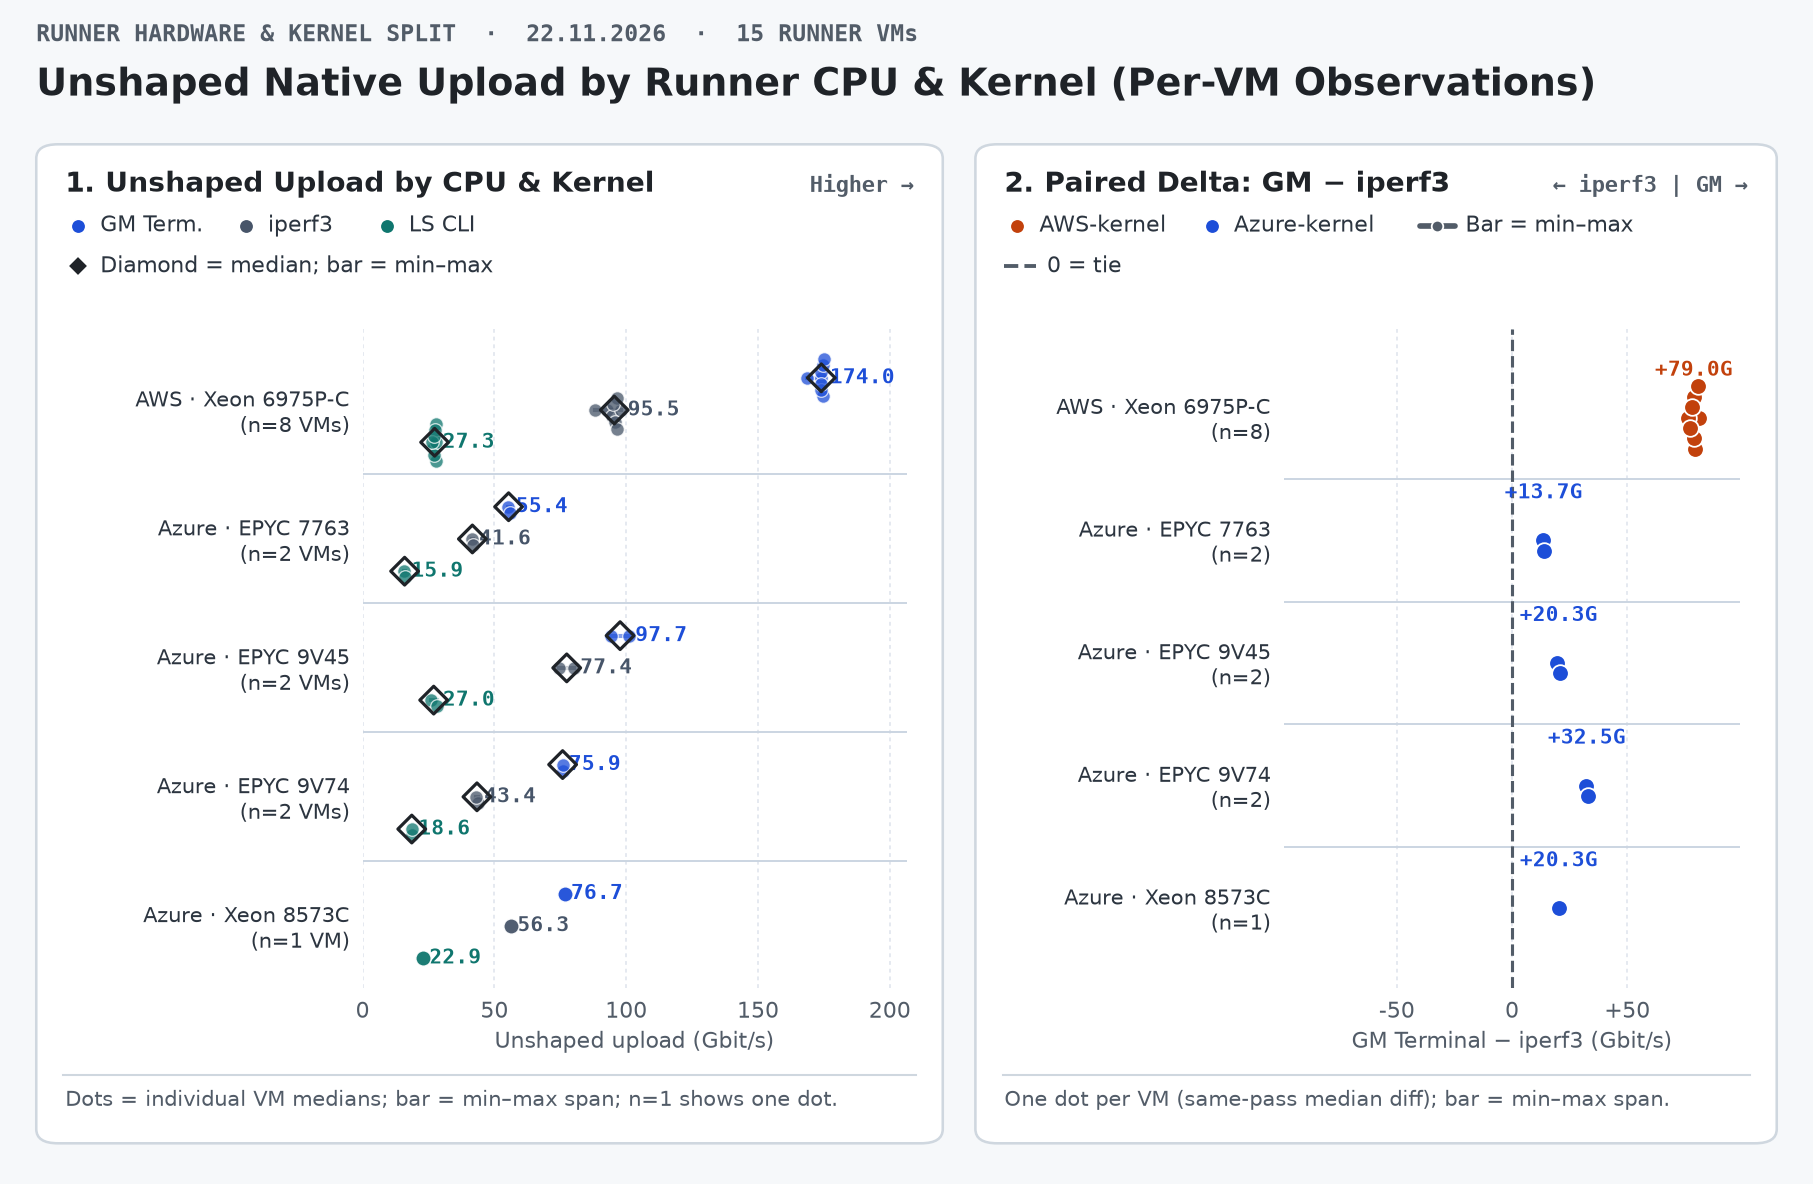 RUNNER HARDWARE & KERNEL SPLIT · 22.11.2026 · 15 RUNNER VMs
Unshaped Native Upload by Runner CPU & Kernel (Per-VM Observations)
1. Unshaped Upload by CPU & Kernel
Higher →
GM Term.
iperf3
LS CLI
Diamond = median; bar = min–max
AWS · Xeon 6975P-C
(n=8 VMs)
174.0
95.5
27.3
Azure · EPYC 7763
(n=2 VMs)
55.4
41.6
15.9
Azure · EPYC 9V45
(n=2 VMs)
97.7
77.4
27.0
Azure · EPYC 9V74
(n=2 VMs)
75.9
43.4
18.6
Azure · Xeon 8573C
(n=1 VM)
76.7
56.3
22.9
0 50 100 150 200
Unshaped upload (Gbit/s)
Dots = individual VM medians; bar = min–max span; n=1 shows one dot.
2. Paired Delta: GM − iperf3
← iperf3 | GM →
AWS-kernel
Azure-kernel
Bar = min–max
0 = tie
AWS · Xeon 6975P-C
(n=8)
+79.0G
Azure · EPYC 7763
(n=2)
+13.7G
Azure · EPYC 9V45
(n=2)
+20.3G
Azure · EPYC 9V74
(n=2)
+32.5G
Azure · Xeon 8573C
(n=1)
+20.3G
-50 0 +50
GM Terminal − iperf3 (Gbit/s)
One dot per VM (same-pass median diff); bar = min–max span.